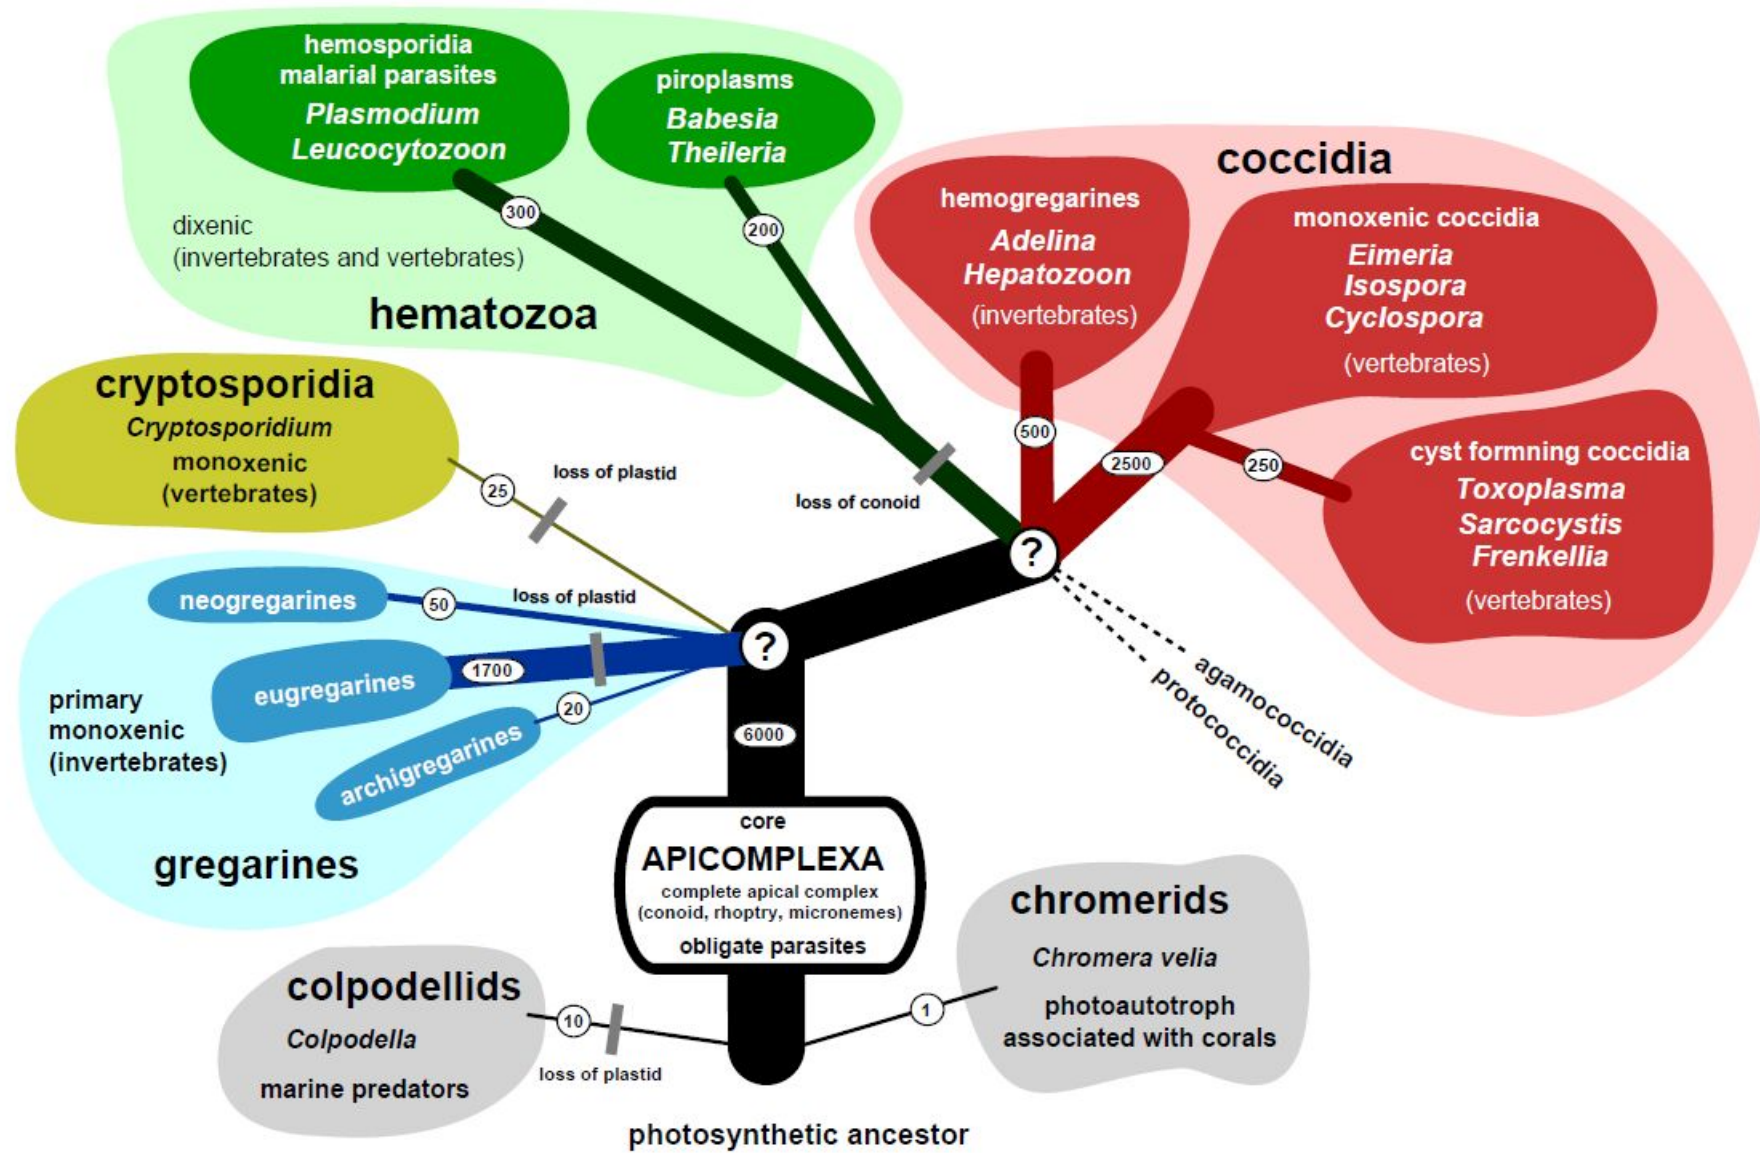 hemosporidia
malarial parasites
Plasmodium
Leucocytozoon
piroplasms
Babesia
Theileria
300
200
dixenic
(invertebrates and vertebrates)
hematozoa
coccidia
hemogregarines
Adelina
Hepatozoon
(invertebrates)
monoxenic coccidia
Eimeria
Isospora
Cyclospora
(vertebrates)
500
2500
250
cyst formning coccidia
Toxoplasma
Sarcocystis
Frenkellia
(vertebrates)
cryptosporidia
Cryptosporidium
monoxenic
(vertebrates)
25
loss of plastid
loss of conoid
?
agamococcidia
protococcidia
neogregarines
50
loss of plastid
eugregarines
1700
?
archigregarines
20
primary
monoxenic
(invertebrates)
gregarines
6000
core
APICOMPLEXA
complete apical complex
(conoid, rhoptry, micronemes)
obligate parasites
chromerids
Chromera velia
photoautotroph
associated with corals
1
colpodellids
Colpodella
marine predators
10
loss of plastid
photosynthetic ancestor